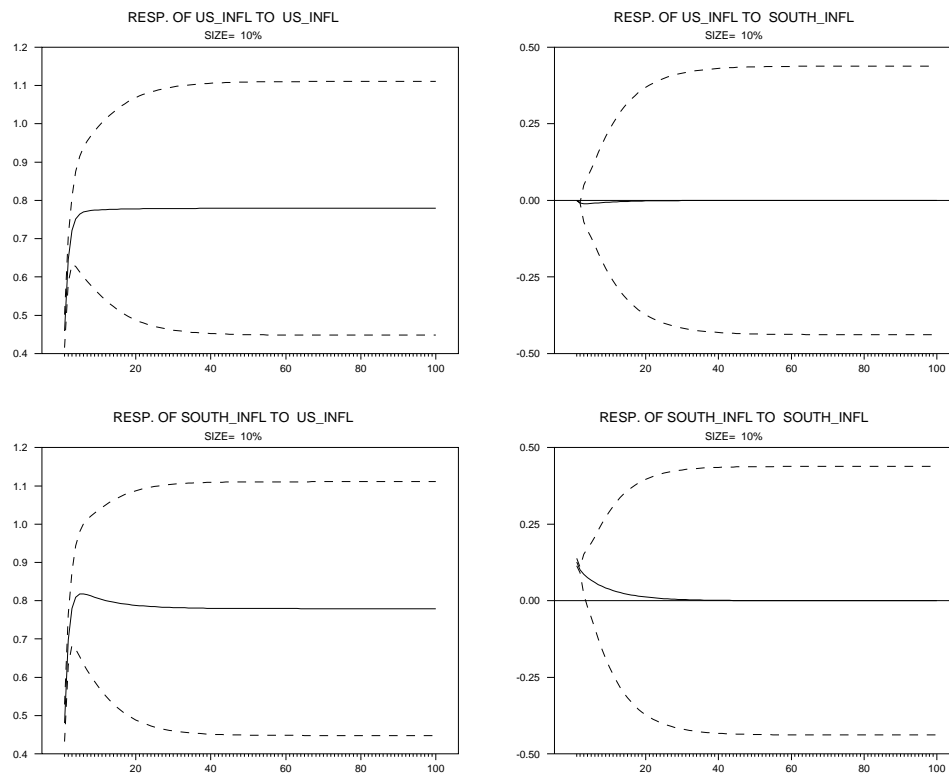 RESP. OF US_INFL TO US_INFL
SIZE= 10%
1.2
1.1
1.0
0.9
0.8
0.7
0.6
0.5
0.4
20 40 60 80 100
RESP. OF US_INFL TO SOUTH_INFL
SIZE= 10%
0.50
0.25
0.00
-0.25
-0.50
20 40 60 80 100
RESP. OF SOUTH_INFL TO US_INFL
SIZE= 10%
1.2
1.1
1.0
0.9
0.8
0.7
0.6
0.5
0.4
20 40 60 80 100
RESP. OF SOUTH_INFL TO SOUTH_INFL
SIZE= 10%
0.50
0.25
0.00
-0.25
-0.50
20 40 60 80 100